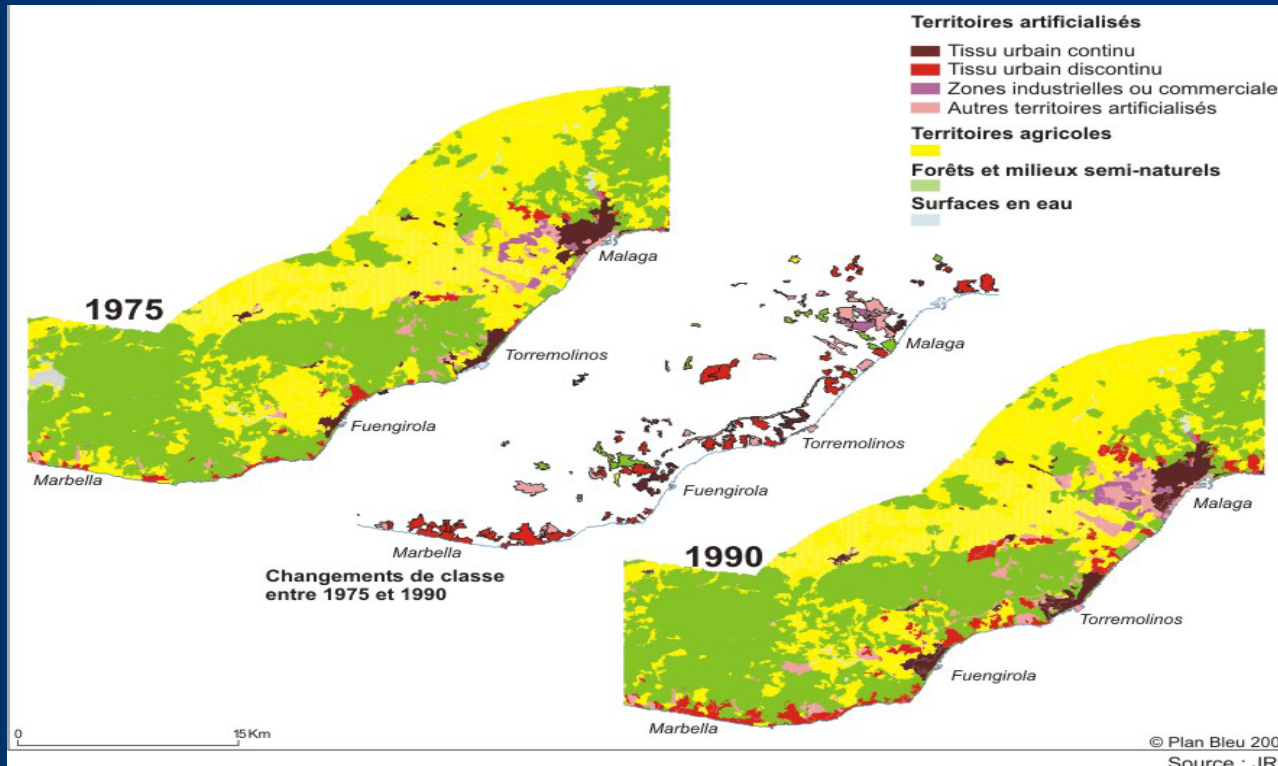 Territoires artificialisés
Tissu urbain continu
Tissu urbain discontinu
Zones industrielles ou commerciale
Autres territoires artificialisés
Territoires agricoles
Forêts et milieux semi-naturels
Surfaces en eau
1975
Malaga
Torremolinos
Fuengirola
Marbella
Malaga
Torremolinos
Fuengirola
Marbella
Changements de classe
entre 1975 et 1990
1990
Malaga
Torremolinos
Fuengirola
Marbella
0 15 Km
© Plan Bleu 200
Source : JR